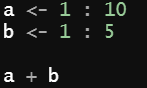 a <- 1 : 10
b <- 1 : 5
a + b